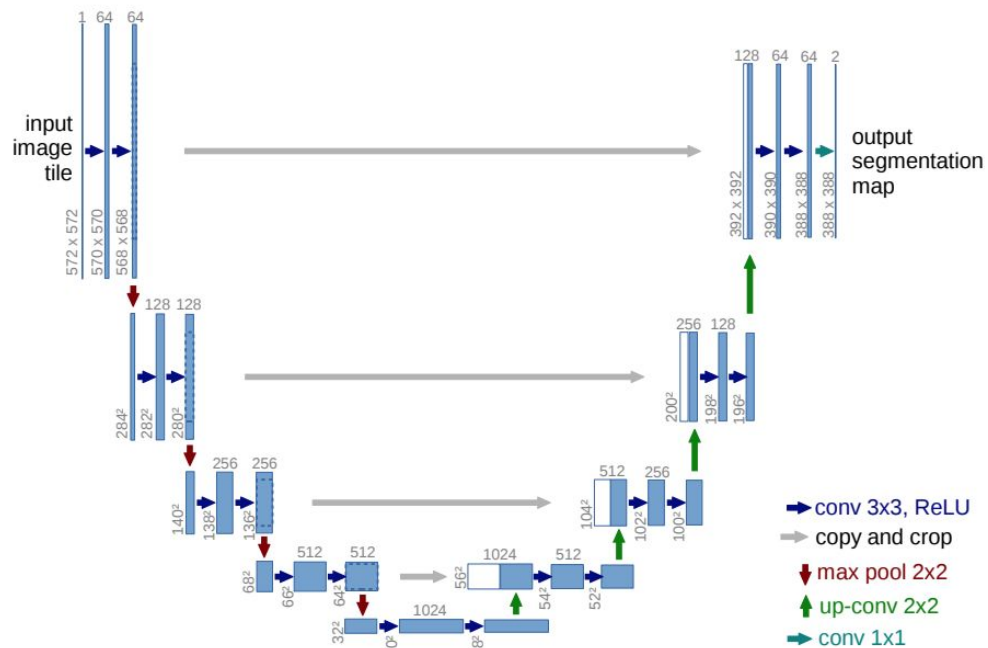 1 64 64
input
image
tile
572 x 572
570 x 570
568 x 568
128 64 64 2
output
segmentation
map
392 x 392
390 x 390
388 x 388
388 x 388
128 128
284²
282²
280²
256 128
200²
198²
196²
256 256
140²
138²
136²
512 256
104²
102²
100²
512 512
68²
66²
64²
1024 512
56²
54²
52²
1024
32²
0²
8²
conv 3x3, ReLU
copy and crop
max pool 2x2
up-conv 2x2
conv 1x1